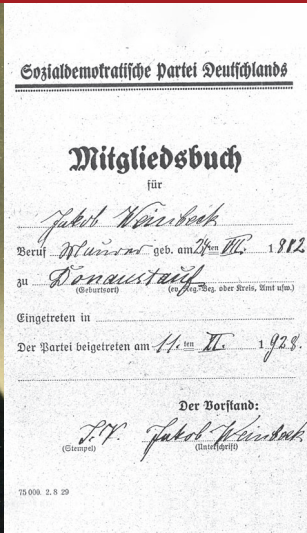 Sozialdemokratische Partei Deutschlands
Mitgliedsbuch
für
Jakob Weinbeck
Beruf Maurer geb. am 24ten VII. 1882
zu Donaustauf
(Geburtsort) (ev. Reg.-Bez. oder Kreis, Amt usw.)
Eingetreten in
Der Partei beigetreten am 11. ten II. 1928.
Der Vorstand:
J.V. Jakob Weinbeck
(Stempel) (Unterschrift)
75 000. 2. 8 29